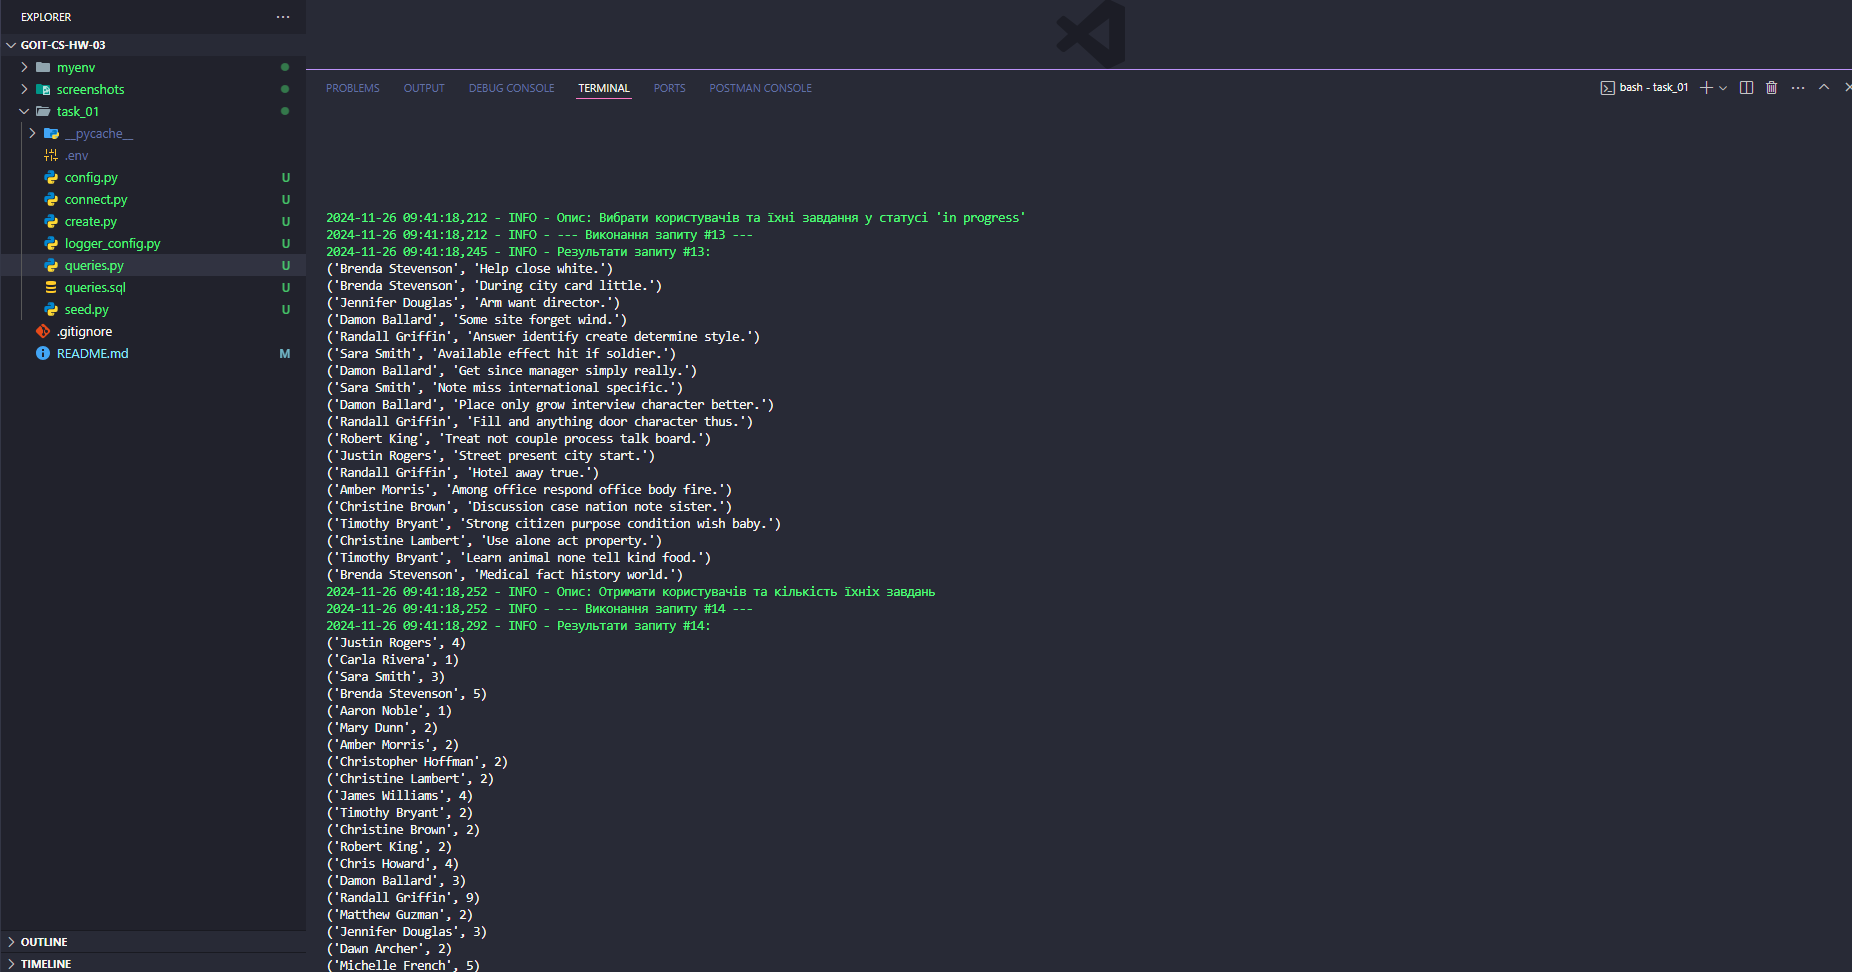 EXPLORER
GOIT-CS-HW-03
myenv
screenshots
task_01
__pycache__
.env
config.py U
connect.py U
create.py U
logger_config.py U
queries.py U
queries.sql U
seed.py U
.gitignore
README.md M
OUTLINE
TIMELINE
PROBLEMS OUTPUT DEBUG CONSOLE TERMINAL PORTS POSTMAN CONSOLE bash - task_01
2024-11-26 09:41:18,212 - INFO - Опис: Вибрати користувачів та їхні завдання у статусі 'in progress'
2024-11-26 09:41:18,212 - INFO - --- Виконання запиту #13 ---
2024-11-26 09:41:18,245 - INFO - Результати запиту #13:
('Brenda Stevenson', 'Help close white.')
('Brenda Stevenson', 'During city card little.')
('Jennifer Douglas', 'Arm want director.')
('Damon Ballard', 'Some site forget wind.')
('Randall Griffin', 'Answer identify create determine style.')
('Sara Smith', 'Available effect hit if soldier.')
('Damon Ballard', 'Get since manager simply really.')
('Sara Smith', 'Note miss international specific.')
('Damon Ballard', 'Place only grow interview character better.')
('Randall Griffin', 'Fill and anything door character thus.')
('Robert King', 'Treat not couple process talk board.')
('Justin Rogers', 'Street present city start.')
('Randall Griffin', 'Hotel away true.')
('Amber Morris', 'Among office respond office body fire.')
('Christine Brown', 'Discussion case nation note sister.')
('Timothy Bryant', 'Strong citizen purpose condition wish baby.')
('Christine Lambert', 'Use alone act property.')
('Timothy Bryant', 'Learn animal none tell kind food.')
('Brenda Stevenson', 'Medical fact history world.')
2024-11-26 09:41:18,252 - INFO - Опис: Отримати користувачів та кількість їхніх завдань
2024-11-26 09:41:18,252 - INFO - --- Виконання запиту #14 ---
2024-11-26 09:41:18,292 - INFO - Результати запиту #14:
('Justin Rogers', 4)
('Carla Rivera', 1)
('Sara Smith', 3)
('Brenda Stevenson', 5)
('Aaron Noble', 1)
('Mary Dunn', 2)
('Amber Morris', 2)
('Christopher Hoffman', 2)
('Christine Lambert', 2)
('James Williams', 4)
('Timothy Bryant', 2)
('Christine Brown', 2)
('Robert King', 2)
('Chris Howard', 4)
('Damon Ballard', 3)
('Randall Griffin', 9)
('Matthew Guzman', 2)
('Jennifer Douglas', 3)
('Dawn Archer', 2)
('Michelle French', 5)